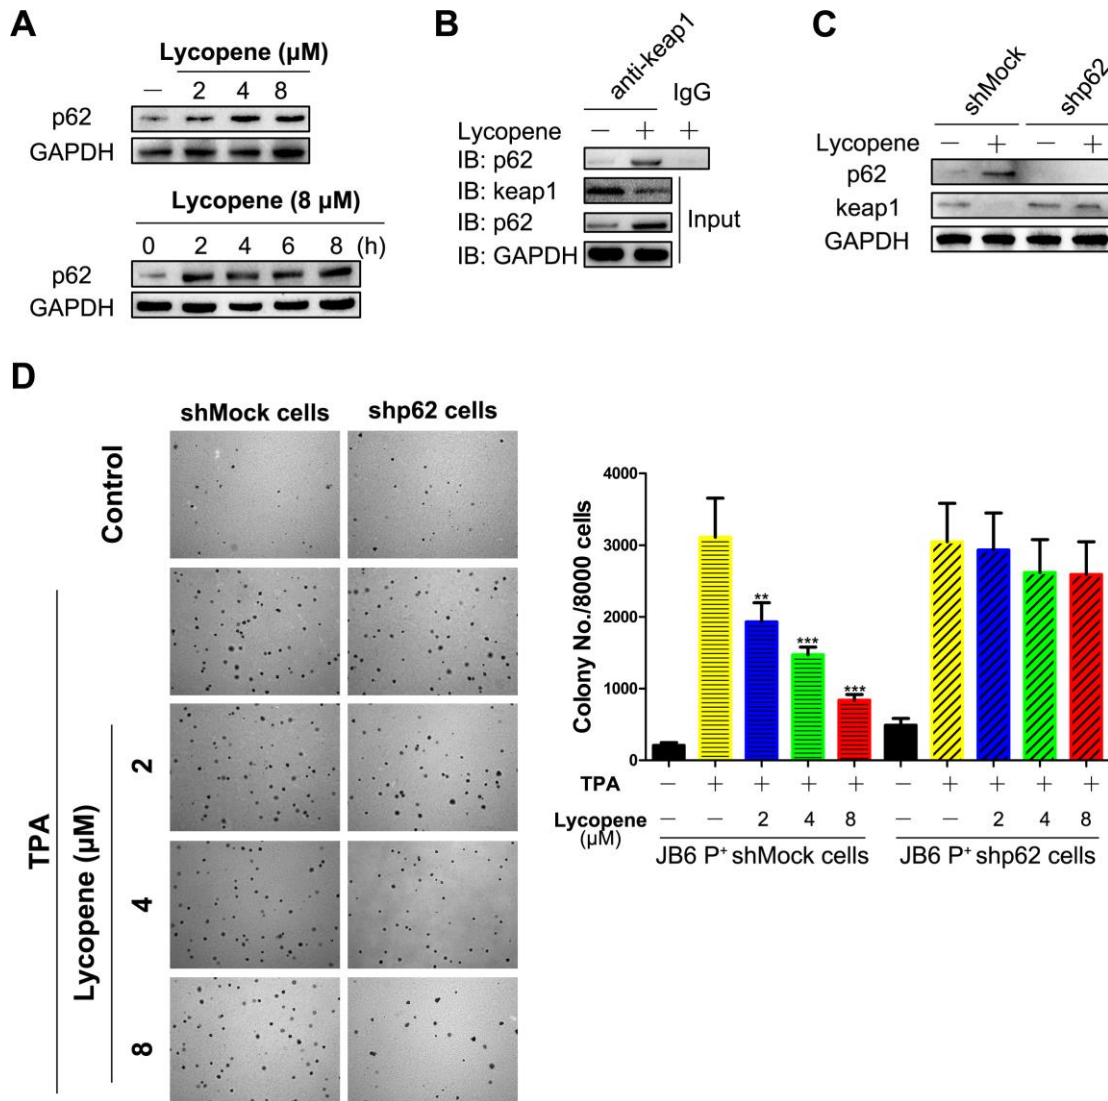 A
Lycopene (µM)
— 2 4 8
p62
GAPDH
Lycopene (8 µM)
0 2 4 6 8 (h)
p62
GAPDH
B
anti-keap1
IgG
Lycopene — + +
IB: p62
IB: keap1
IB: p62
IB: GAPDH
Input
C
shMock
shp62
Lycopene — + — +
p62
keap1
GAPDH
D
shMock cells shp62 cells
Control
TPA
Lycopene (µM)
2
4
8
Colony No./8000 cells
4000
3000
2000
1000
0
** *** ***
TPA — + + + + — + + + +
Lycopene — — 2 4 8 — — 2 4 8
(µM)
JB6 P+ shMock cells JB6 P+ shp62 cells